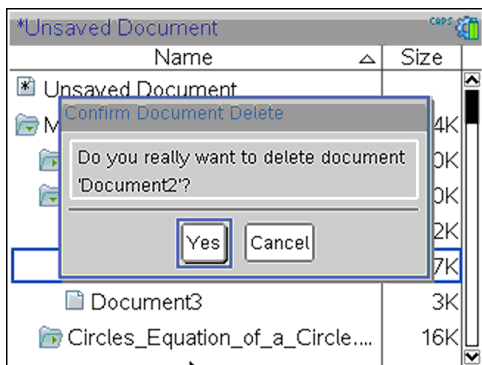 *Unsaved Document
CAPS
Name
Size
Unsaved Document
Confirm Document Delete
M
4K
Do you really want to delete document
'Document2'?
0K
0K
2K
Yes
Cancel
7K
Document3
3K
Circles_Equation_of_a_Circle....
16K